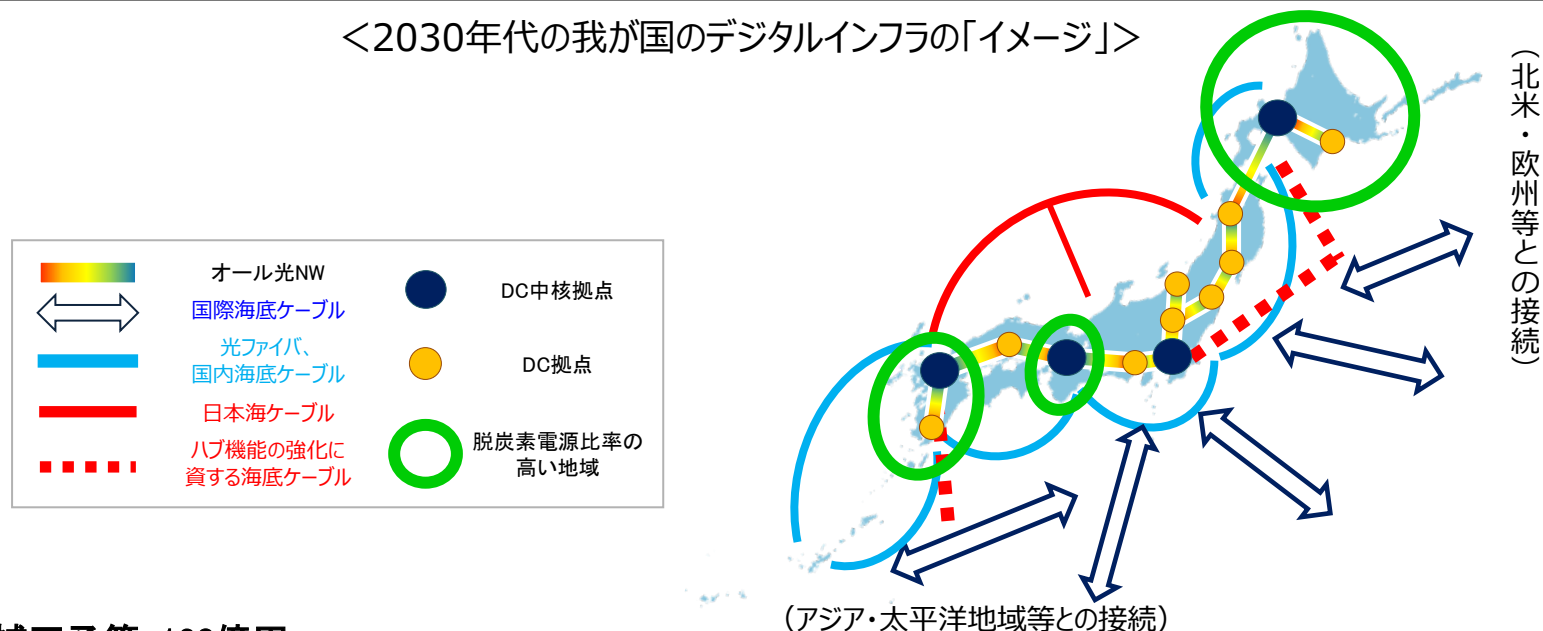 <2030年代の我が国のデジタルインフラの「イメージ」>
(北米・欧州等との接続)
オール光NW
国際海底ケーブル
光ファイバ、
国内海底ケーブル
日本海ケーブル
ハブ機能の強化に
資する海底ケーブル
DC中核拠点
DC拠点
脱炭素電源比率の
高い地域
(アジア・太平洋地域等との接続)